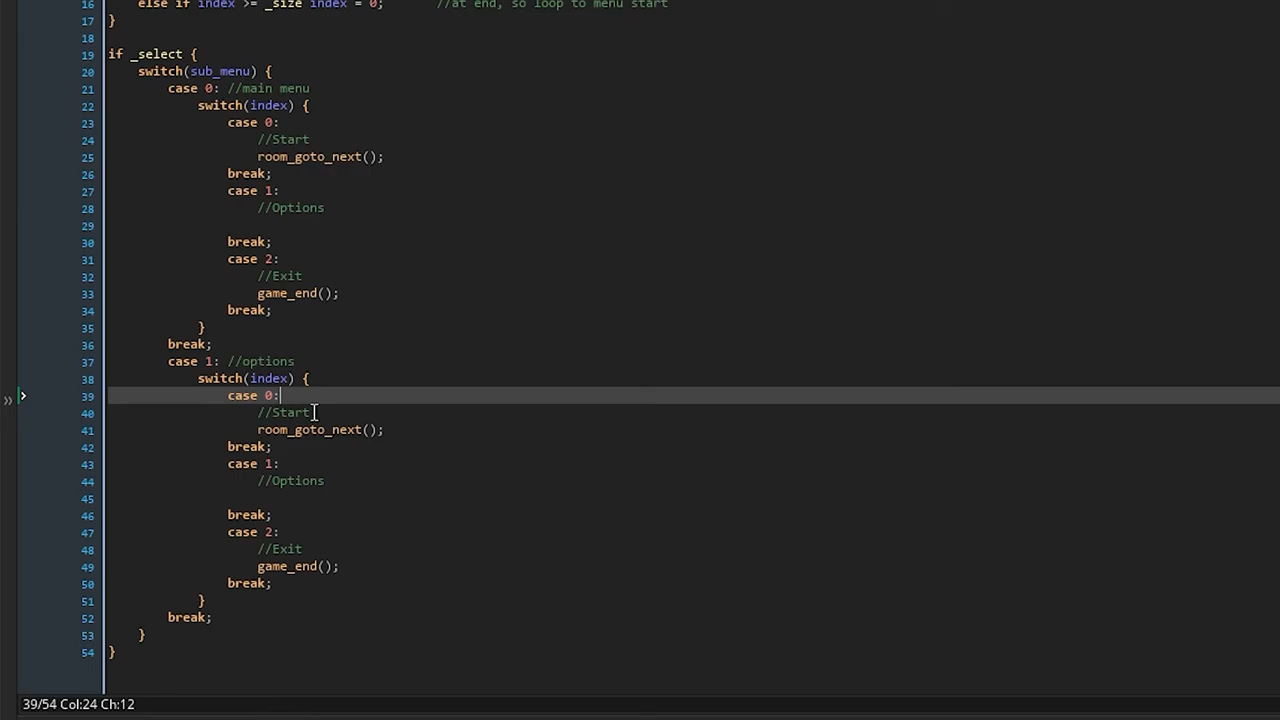 16 else if index >= _size index = 0; //at end, so loop to menu start
17 }
18
19 if _select {
20 switch(sub_menu) {
21 case 0: //main menu
22 switch(index) {
23 case 0:
24 //Start
25 room_goto_next();
26 break;
27 case 1:
28 //Options
29
30 break;
31 case 2:
32 //Exit
33 game_end();
34 break;
35 }
36 break;
37 case 1: //options
38 switch(index) {
39 case 0:
40 //Start
41 room_goto_next();
42 break;
43 case 1:
44 //Options
45
46 break;
47 case 2:
48 //Exit
49 game_end();
50 break;
51 }
52 break;
53 }
54 }
39/54 Col:24 Ch:12